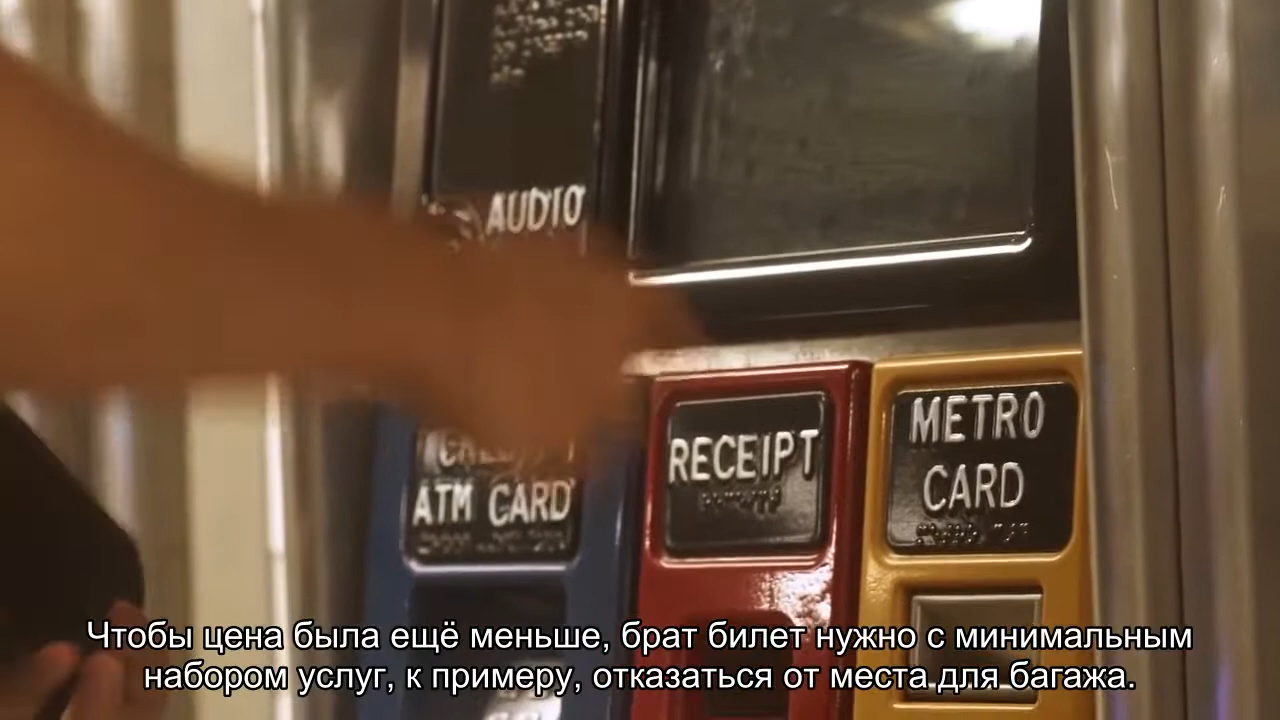 AUDIO
ATM CARD
RECEIPT
METRO
CARD
Чтобы цена была ещё меньше, брат билет нужно с минимальным
набором услуг, к примеру, отказаться от места для багажа.